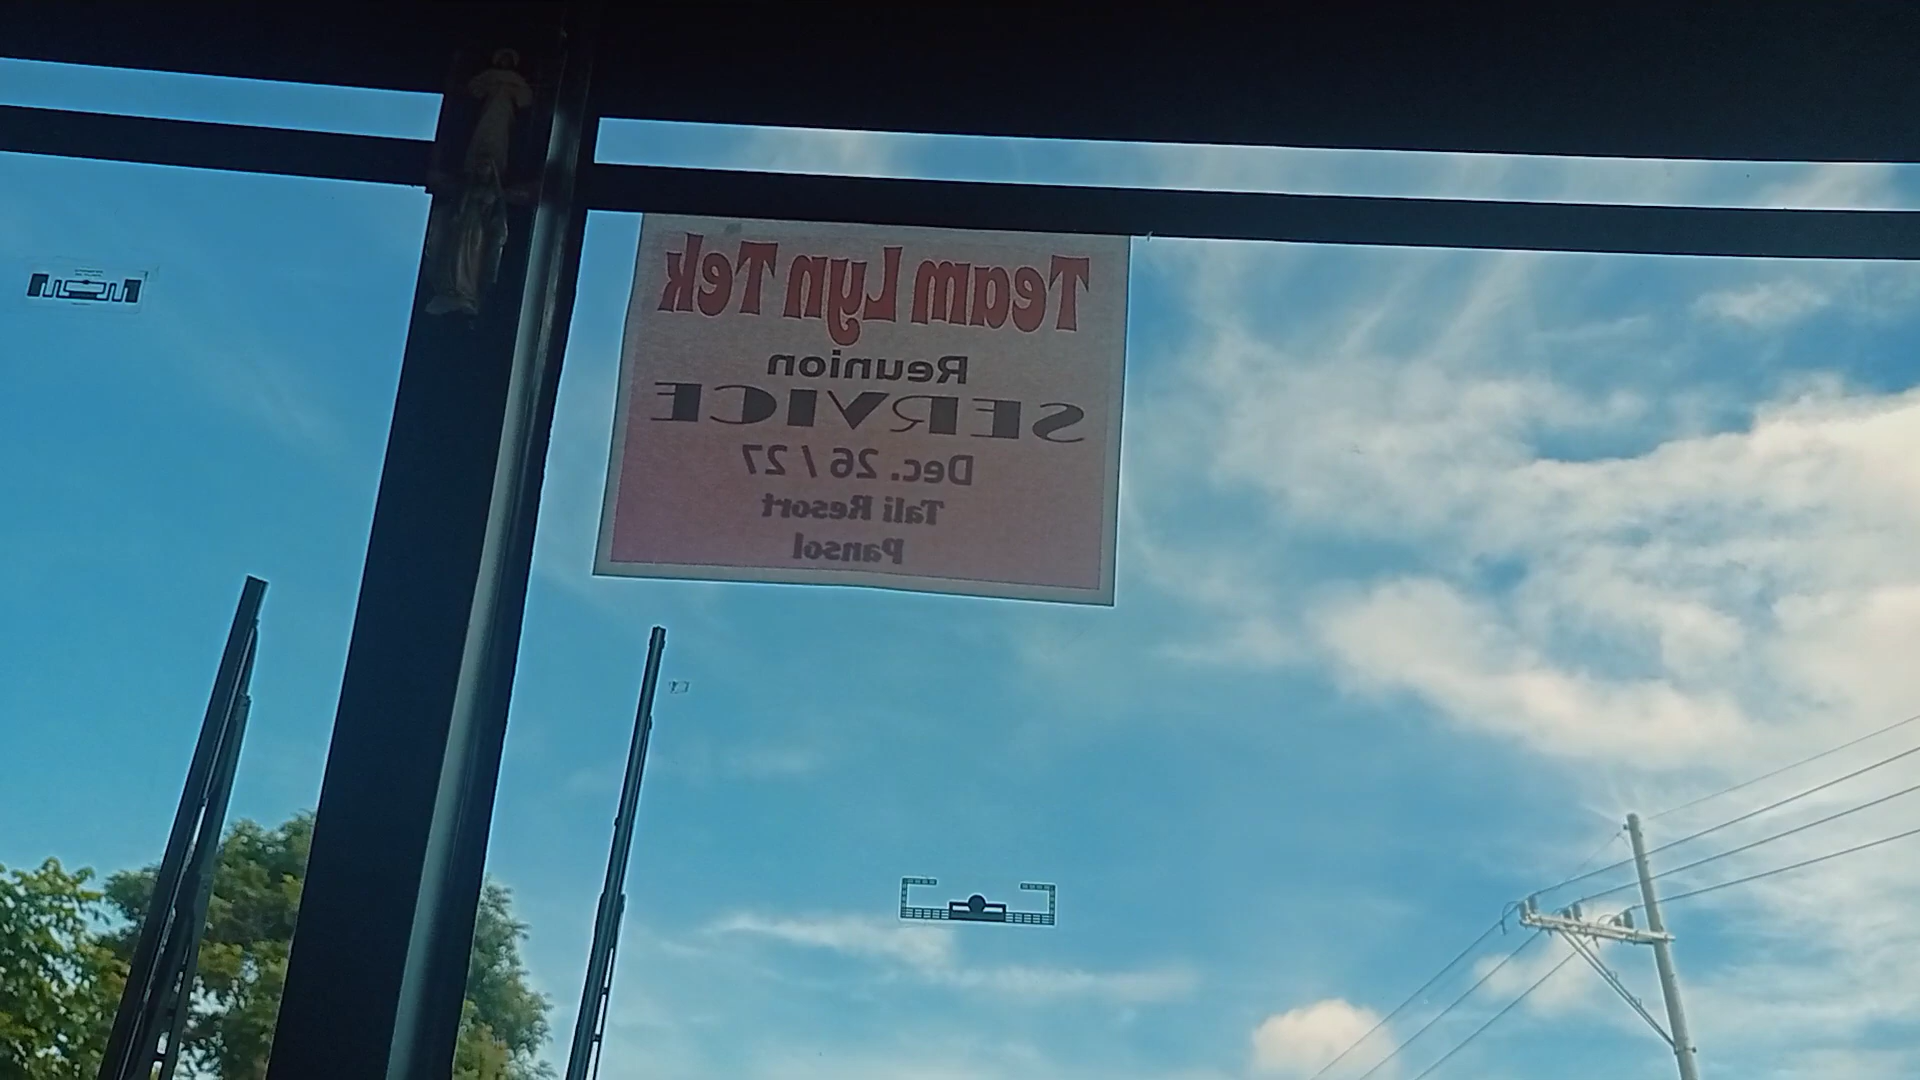 Team Lyn Tek
Reunion
SERVICE
Dec. 26 / 27
Tali Resort
Pansol